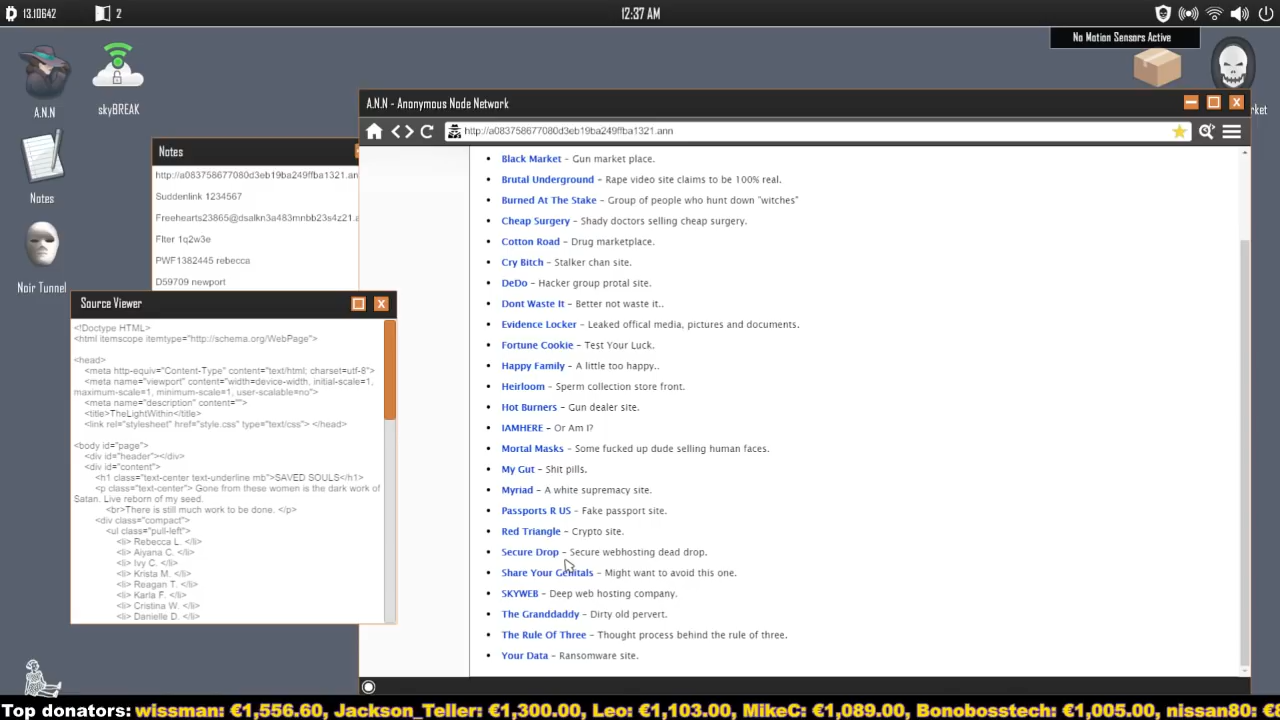 13.10642
2
12:37 AM
No Motion Sensors Active
A.N.N
skyBREAK
Notes
Noir Tunnel
Notes
http://a083758677080d3eb19ba249ffba1321.an
Suddenlink 1234567
Freehearts23865@dsalkn3a483mnbb23s4z21.a
Flter 1q2w3e
PWF1382445 rebecca
D59709 newport
Source Viewer
<!Doctype HTML>
<html itemscope itemtype="http://schema.org/WebPage">
<head>
<meta http-equiv="Content-Type" content="text/html; charset=utf-8">
<meta name="viewport" content="width=device-width, initial-scale=1,
maximum-scale=1, minimum-scale=1, user-scalable=no">
<meta name="description" content="">
<title>TheLightWithin</title>
<link rel="stylesheet" href="style.css" type="text/css"> </head>
<body id="page">
<div id="header"></div>
<div id="content">
<h1 class="text-center text-underline mb">SAVED SOULS</h1>
<p class="text-center"> Gone from these women is the dark work of
Satan. Live reborn of my seed.
<br>There is still much work to be done. </p>
<div class="compact">
<ul class="pull-left">
<li> Rebecca L. </li>
<li> Aiyana C. </li>
<li> Ivy C. </li>
<li> Krista M. </li>
<li> Reagan T. </li>
<li> Karla F. </li>
<li> Cristina W. </li>
<li> Danielle D. </li>
A.N.N - Anonymous Node Network
http://a083758677080d3eb19ba249ffba1321.ann
Black Market - Gun market place.
Brutal Underground - Rape video site claims to be 100% real.
Burned At The Stake - Group of people who hunt down "witches"
Cheap Surgery - Shady doctors selling cheap surgery.
Cotton Road - Drug marketplace.
Cry Bitch - Stalker chan site.
DeDo - Hacker group protal site.
Dont Waste It - Better not waste it..
Evidence Locker - Leaked offical media, pictures and documents.
Fortune Cookie - Test Your Luck.
Happy Family - A little too happy..
Heirloom - Sperm collection store front.
Hot Burners - Gun dealer site.
IAMHERE - Or Am I?
Mortal Masks - Some fucked up dude selling human faces.
My Gut - Shit pills,
Myriad - A white supremacy site.
Passports R US - Fake passport site.
Red Triangle - Crypto site.
Secure Drop - Secure webhosting dead drop.
Share Your Genitals - Might want to avoid this one.
SKYWEB - Deep web hosting company.
The Granddaddy - Dirty old pervert.
The Rule Of Three - Thought process behind the rule of three.
Your Data - Ransomware site.
rket
Top donators: wissman: €1,556.60, Jackson_Teller: €1,300.00, Leo: €1,103.00, MikeC: €1,089.00, Bonobosstech: €1,005.00, nissan80: